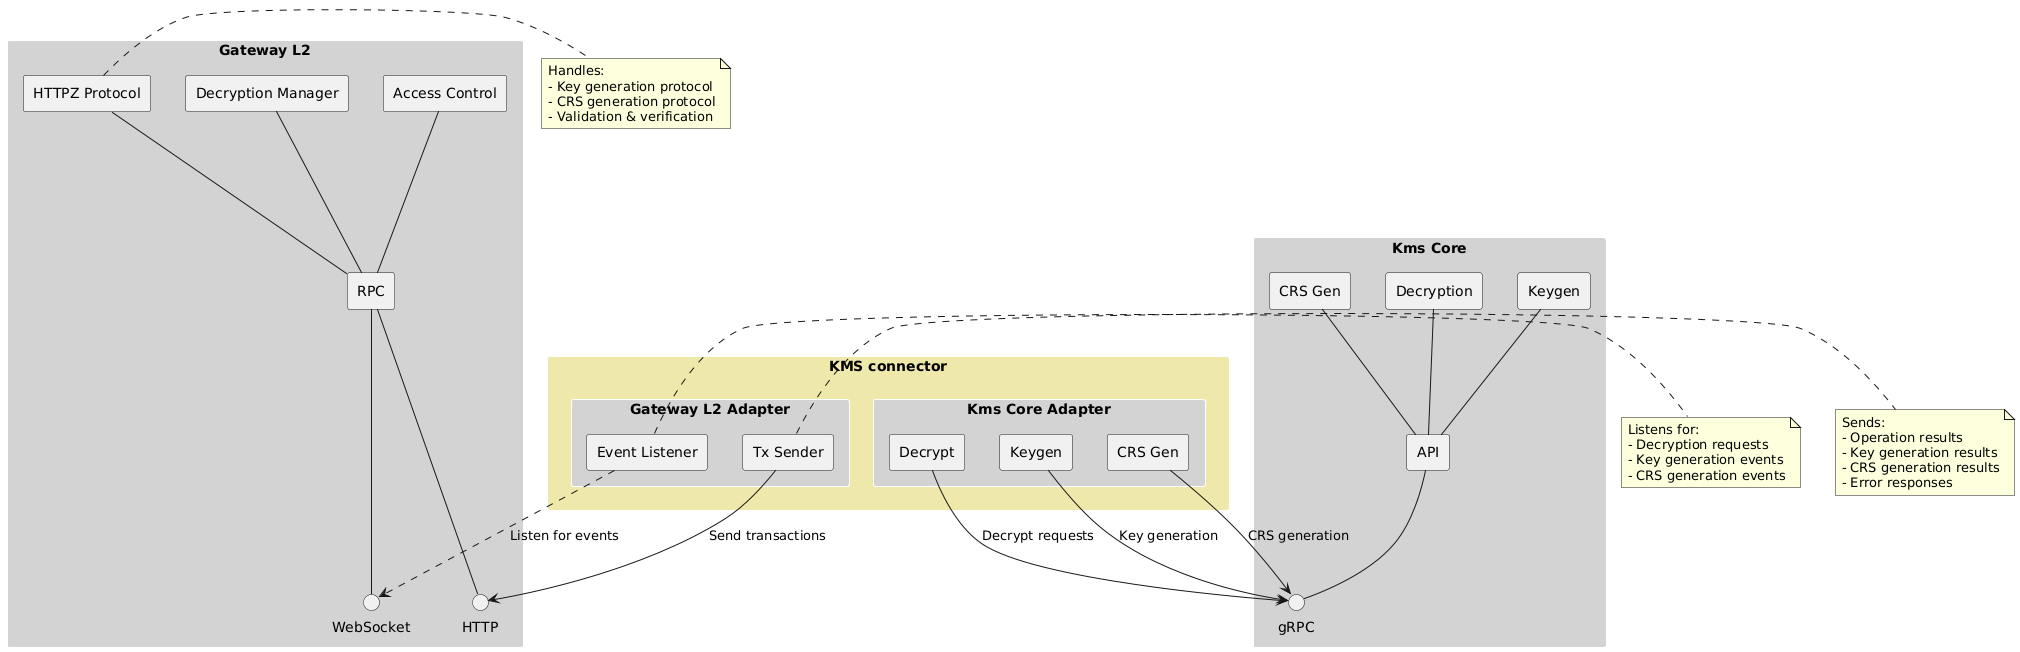 Gateway L2
HTTPZ Protocol
Decryption Manager
Access Control
Handles:
- Key generation protocol
- CRS generation protocol
- Validation & verification
RPC
WebSocket
HTTP
KMS connector
Gateway L2 Adapter
Event Listener
Tx Sender
Kms Core Adapter
Decrypt
Keygen
CRS Gen
Listen for events
Send transactions
Decrypt requests
Key generation
CRS generation
Kms Core
CRS Gen
Decryption
Keygen
API
gRPC
Listens for:
- Decryption requests
- Key generation events
- CRS generation events
Sends:
- Operation results
- Key generation results
- CRS generation results
- Error responses